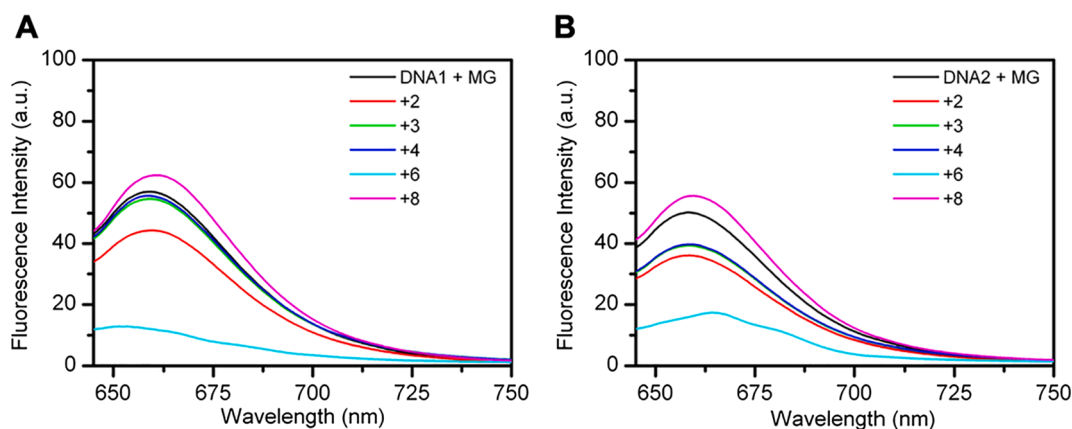 A
Fluorescence Intensity (a.u.)
100
80
60
40
20
0
DNA1 + MG
+2
+3
+4
+6
+8
650 675 700 725 750
Wavelength (nm)
B
Fluorescence Intensity (a.u.)
100
80
60
40
20
0
DNA2 + MG
+2
+3
+4
+6
+8
650 675 700 725 750
Wavelength (nm)